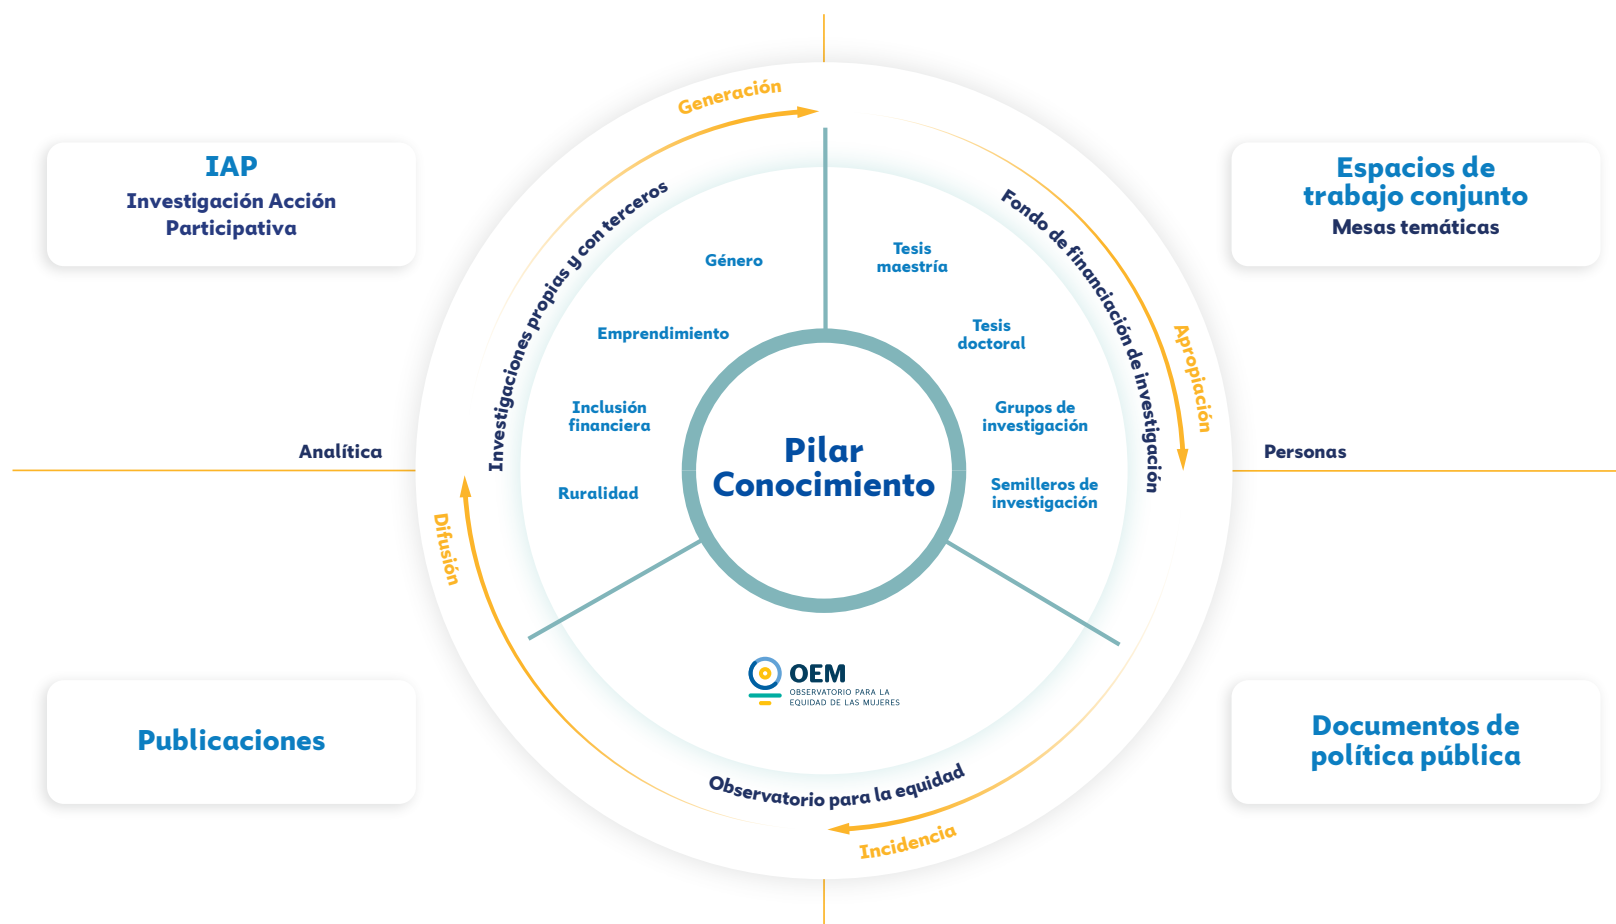 Generación
IAP
Investigación Acción
Participativa
Espacios de
trabajo conjunto
Mesas temáticas
Investigaciones propias y con terceros
Fondo de financiación de investigación
Género
Emprendimiento
Inclusión
financiera
Ruralidad
Tesis
maestría
Tesis
doctoral
Grupos de
investigación
Semilleros de
investigación
Apropiación
Pilar
Conocimiento
Analítica
Personas
Difusión
OEM
OBSERVATORIO PARA LA
EQUIDAD DE LAS MUJERES
Publicaciones
Documentos de
política pública
Observatorio para la equidad
Incidencia